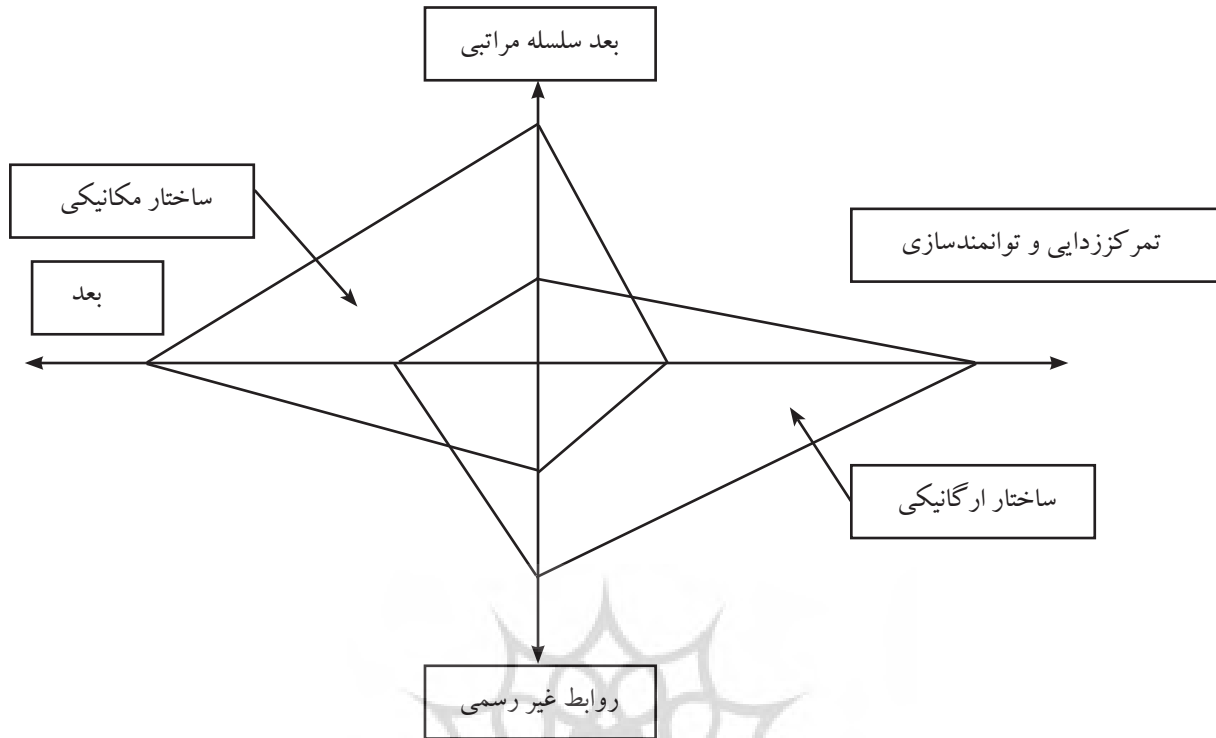 بعد سلسله مراتبی
ساختار مکانیکی
تمرکززدایی و توانمندسازی
بعد
ساختار ارگانیکی
روابط غیر رسمی